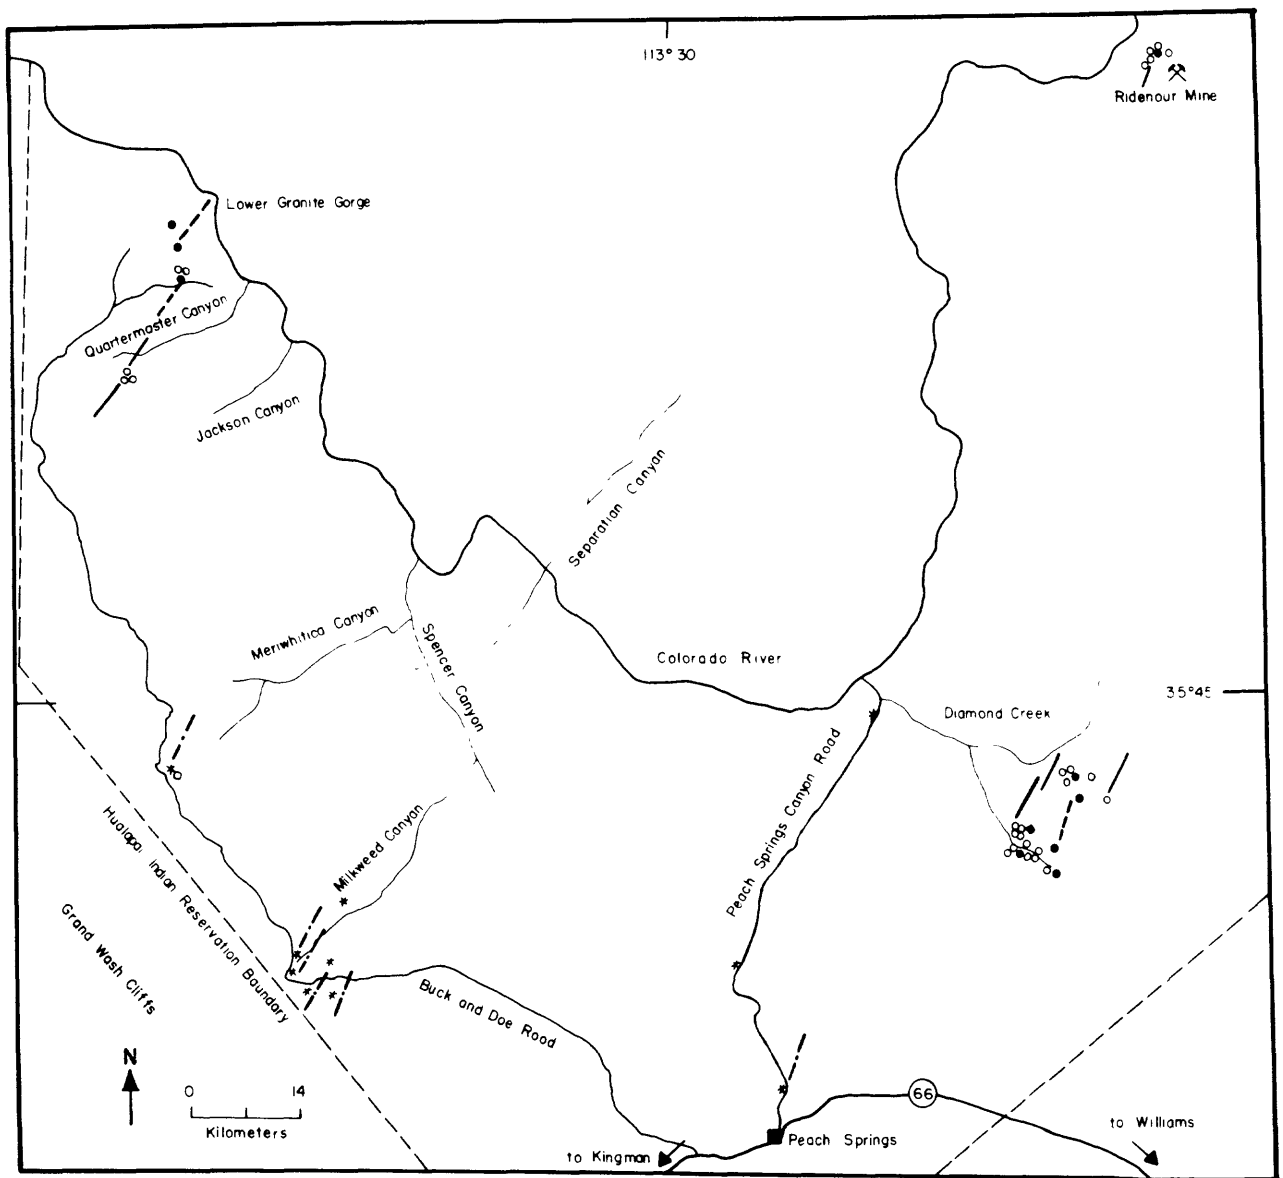 113° 30
Ridenour Mine
Lower Granite Gorge
Quartermaster Canyon
Jackson Canyon
Separation Canyon
Meriwhitica Canyon
Spencer Canyon
Colorado River
35°45
Diamond Creek
Peach Springs Canyon Road
Milkweed Canyon
Hualapai Indian Reservation Boundary
Grand Wash Cliffs
Buck and Doe Road
N
0 14
Kilometers
66
to Williams
Peach Springs
to Kingman